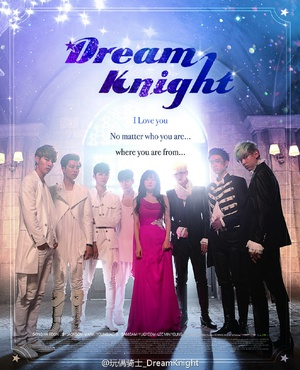 Dream
Knight
I Love you
No matter who you are...
where you are from...
@玩偶骑士_DreamKnight